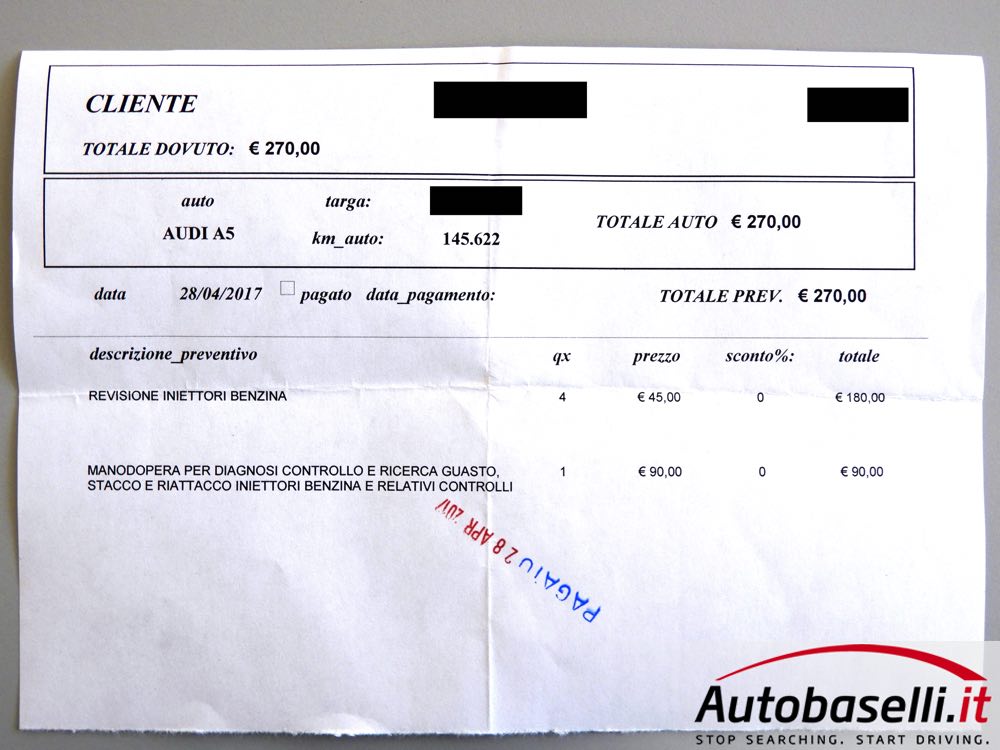 CLIENTE
TOTALE DOVUTO: € 270,00
auto targa:
TOTALE AUTO € 270,00
AUDI A5 km_auto: 145.622
data 28/04/2017 pagato data_pagamento: TOTALE PREV. € 270,00
descrizione_preventivo qx prezzo sconto%: totale
REVISIONE INIETTORI BENZINA 4 € 45,00 0 € 180,00
MANODOPERA PER DIAGNOSI CONTROLLO E RICERCA GUASTO, 1 € 90,00 0 € 90,00
STACCO E RIATTACCO INIETTORI BENZINA E RELATIVI CONTROLLI
PAGATO 28 APR 2017
Autobaselli.it
STOP SEARCHING. START DRIVING.